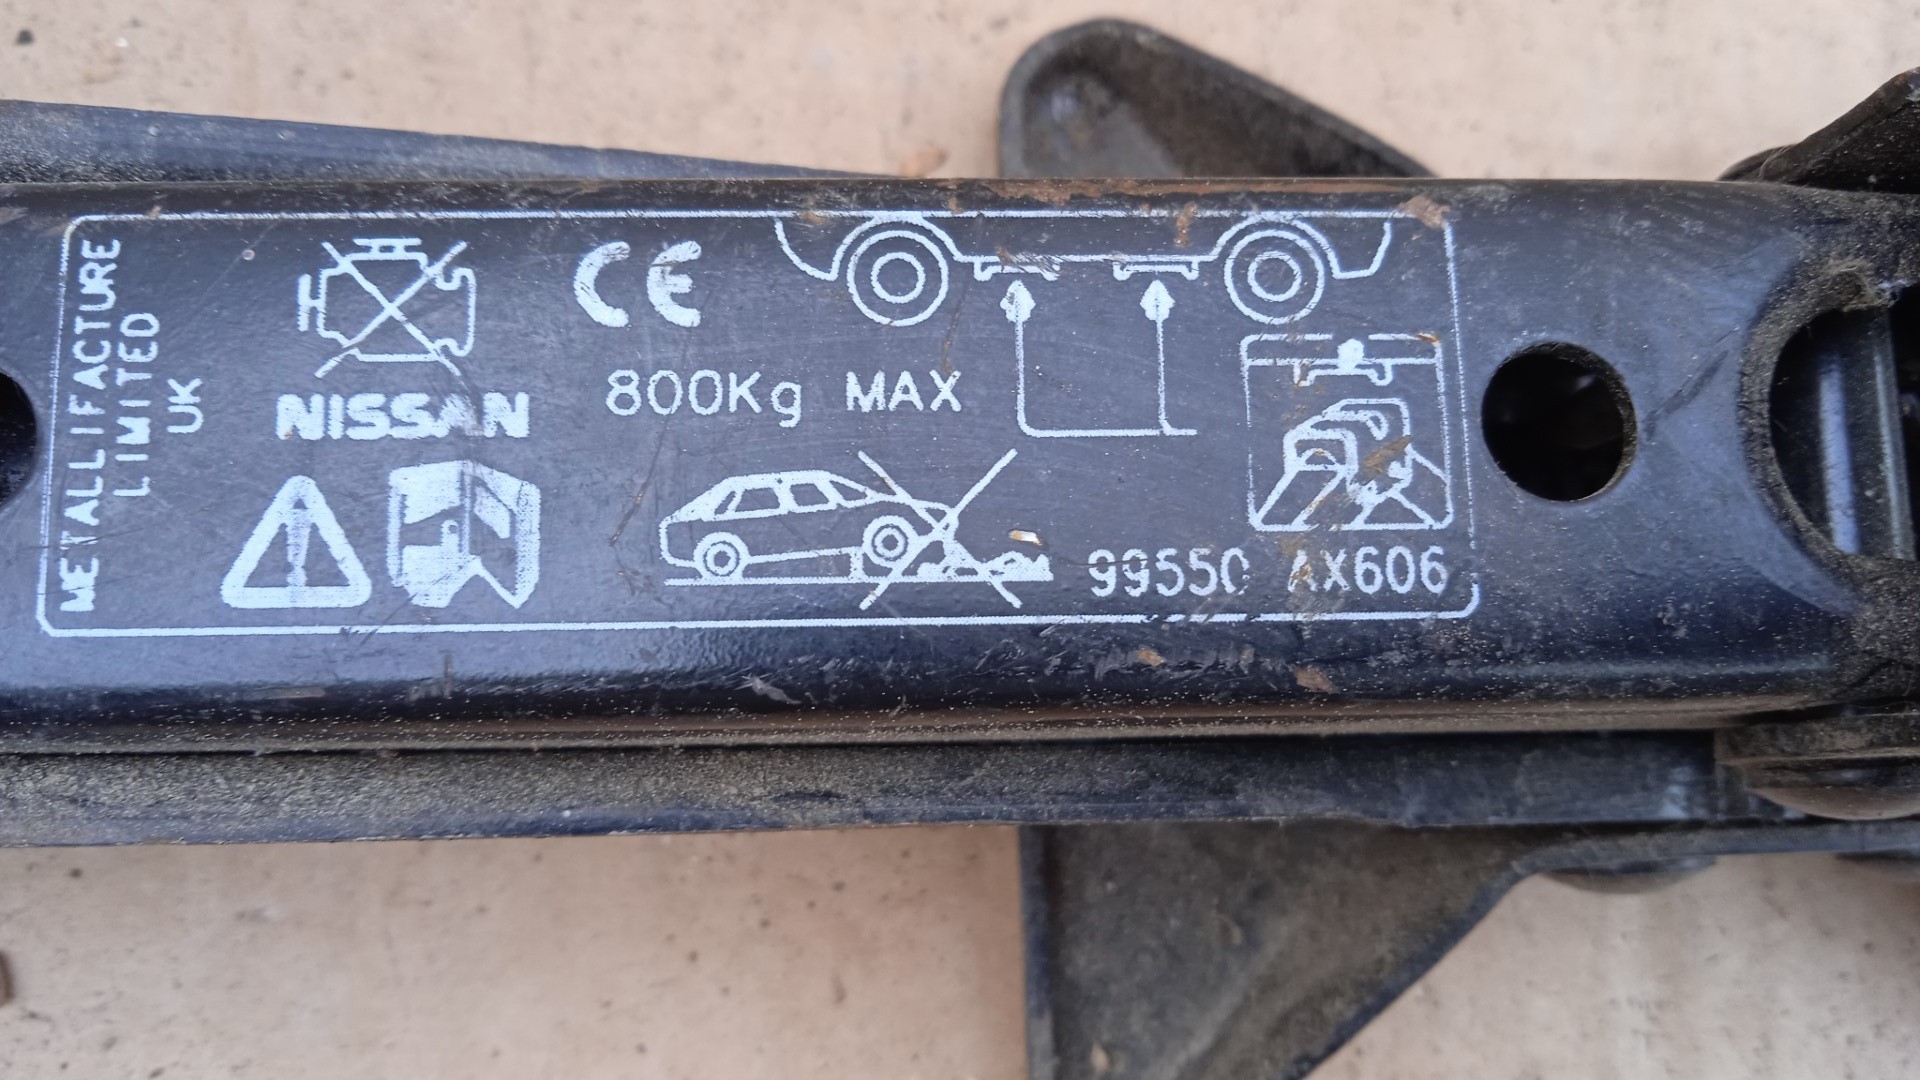 METALLIFACTURE
LIMITED
UK
CE
NISSAN
800Kg MAX
99550 AX606